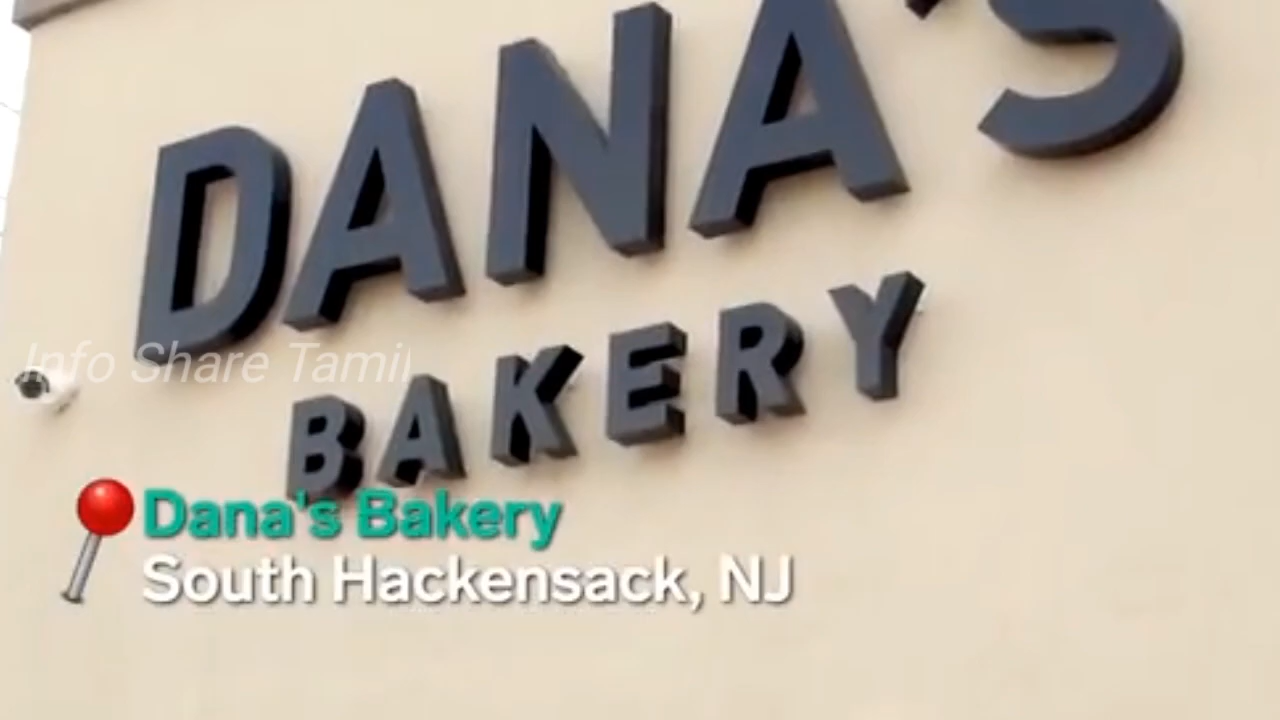 DANA'S
BAKERY
Info Share Tamil
Dana's Bakery
South Hackensack, NJ